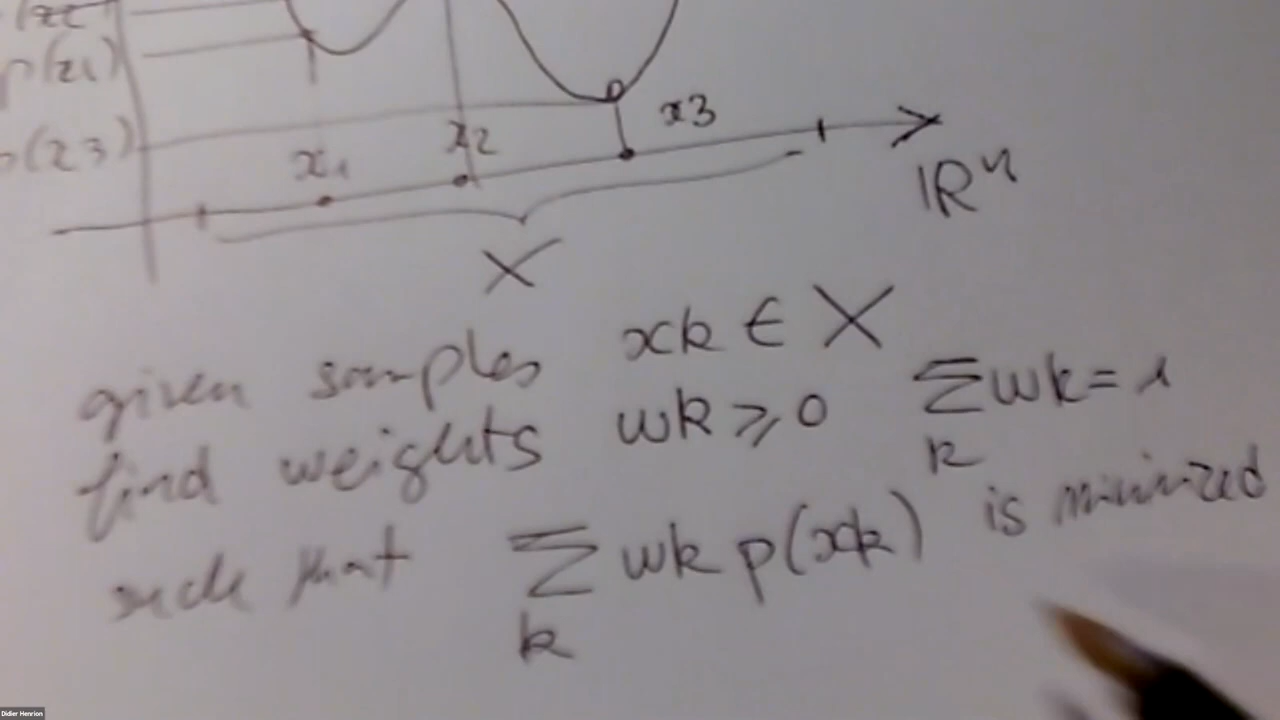 p(x1)
p(x3)
x1 x2 x3
ℝⁿ
X
given samples xk ∈ X
find weights wk ⩾ 0 ∑ wk = 1
k
such that ∑ wk p(xk) is minimized
k
Didier Henrion